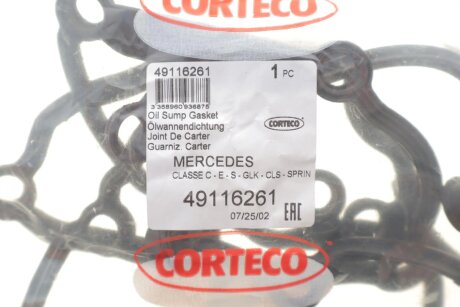 CORTECO
49116261
1 PC
3 358960 936875
Oil Sump Gasket
Ölwannendichtung
Joint De Carter
Guarniz. Carter
CORTECO
MERCEDES
CLASSE C - E - S - GLK - CLS - SPRIN
49116261
07/25/02
EAC
CORTECO